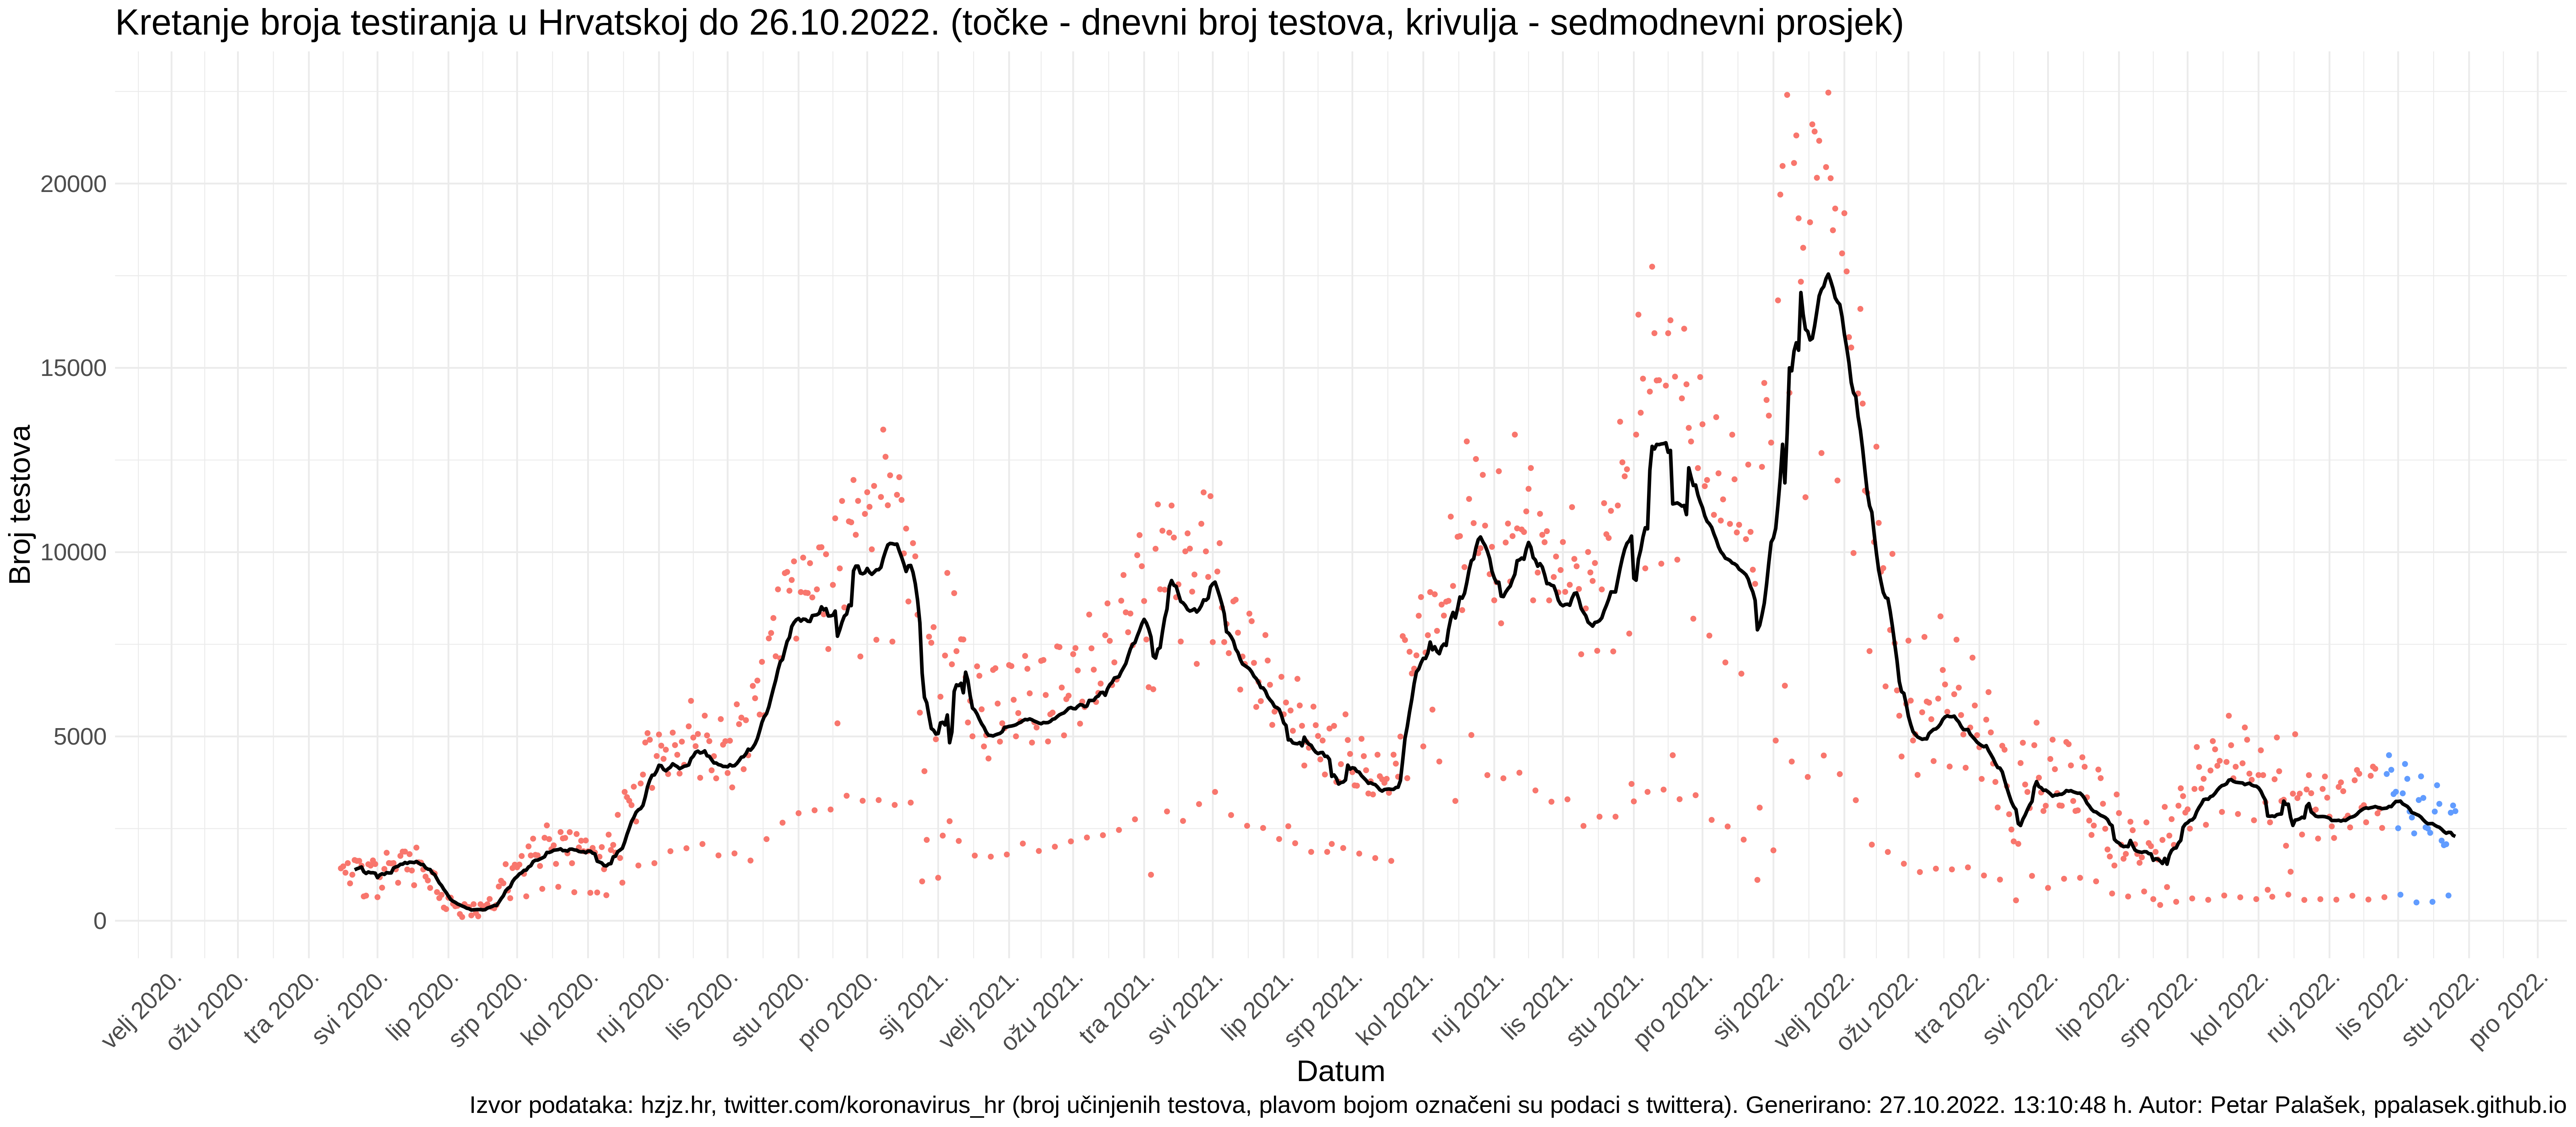 Kretanje broja testiranja u Hrvatskoj do 26.10.2022. (točke - dnevni broj testova, krivulja - sedmodnevni prosjek)
Broj testova
20000
15000
10000
5000
0
velj 2020.
ožu 2020.
tra 2020.
svi 2020.
lip 2020.
srp 2020.
kol 2020.
ruj 2020.
lis 2020.
stu 2020.
pro 2020.
sij 2021.
velj 2021.
ožu 2021.
tra 2021.
svi 2021.
lip 2021.
srp 2021.
kol 2021.
ruj 2021.
lis 2021.
stu 2021.
pro 2021.
sij 2022.
velj 2022.
ožu 2022.
tra 2022.
svi 2022.
lip 2022.
srp 2022.
kol 2022.
ruj 2022.
lis 2022.
stu 2022.
pro 2022.
Datum
Izvor podataka: hzjz.hr, twitter.com/koronavirus_hr (broj učinjenih testova, plavom bojom označeni su podaci s twittera). Generirano: 27.10.2022. 13:10:48 h. Autor: Petar Palašek, ppalasek.github.io